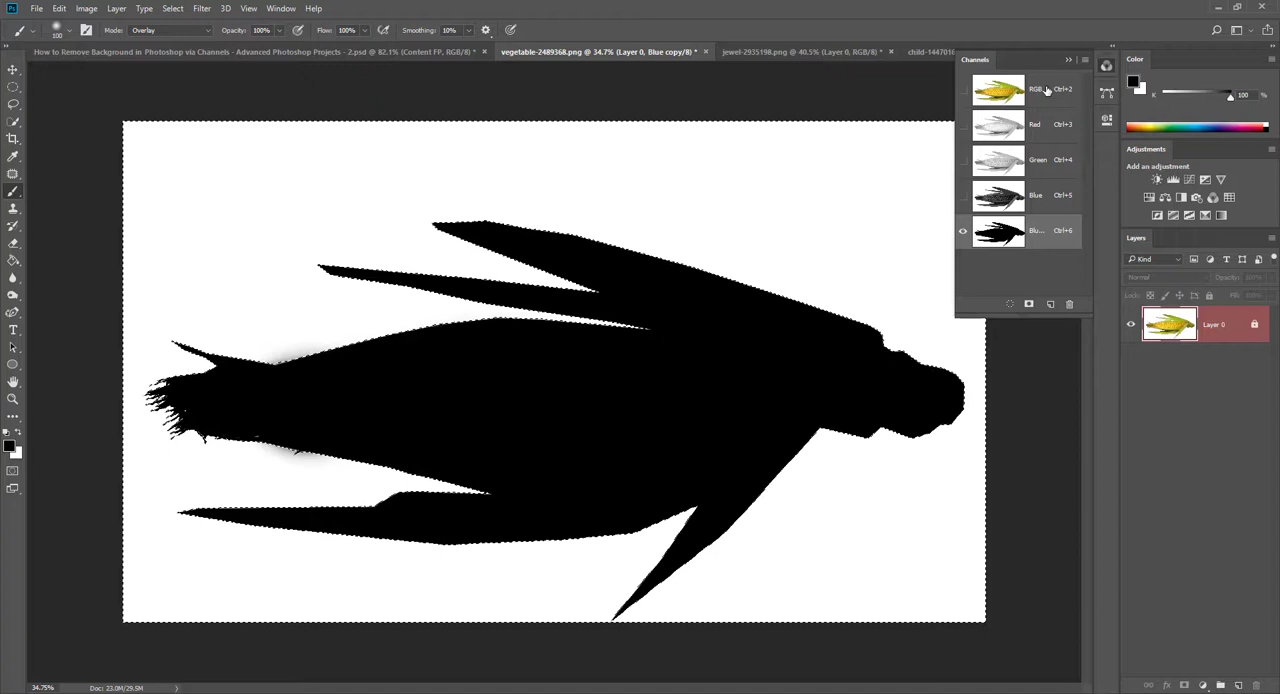 Ps File Edit Image Layer Type Select Filter 3D View Window Help
100 Mode: Overlay Opacity: 100% Flow: 100% Smoothing: 10%
How to Remove Background in Photoshop via Channels - Advanced Photoshop Projects - 2.psd @ 82.1% (Content FP, RGB/8) * × vegetable-2489368.png @ 34.7% (Layer 0, Blue copy/8) * × jewel-2935198.png @ 40.5% (Layer 0, RGB/8) * × child-1447016
Channels
RGB Ctrl+2
Red Ctrl+3
Green Ctrl+4
Blue Ctrl+5
Blu... Ctrl+6
Color
K 100 %
Adjustments
Add an adjustment
Layers
Kind
Normal Opacity: 100%
Lock: Fill: 100%
Layer 0
34.75% Doc: 23.0M/29.5M